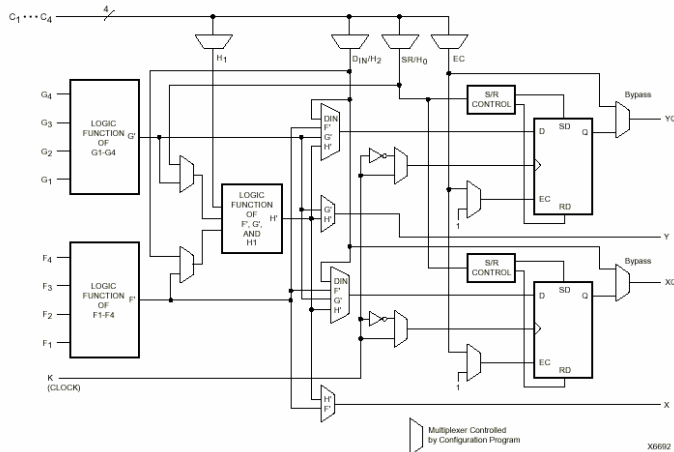 C1 ••• C4
4
H1
DIN/H2
SR/H0
EC
G4
G3
G2
G1
LOGIC
FUNCTION
OF
G1-G4
G'
DIN
F'
G'
H'
S/R
CONTROL
D
SD
Q
EC
RD
1
Bypass
YQ
LOGIC
FUNCTION
OF
F', G',
AND
H1
H'
G'
H'
Y
F4
F3
F2
F1
LOGIC
FUNCTION
OF
F1-F4
F'
DIN
F'
G'
H'
S/R
CONTROL
D
SD
Q
EC
RD
1
Bypass
XQ
K
(CLOCK)
H'
F'
X
Multiplexer Controlled
by Configuration Program
X6692